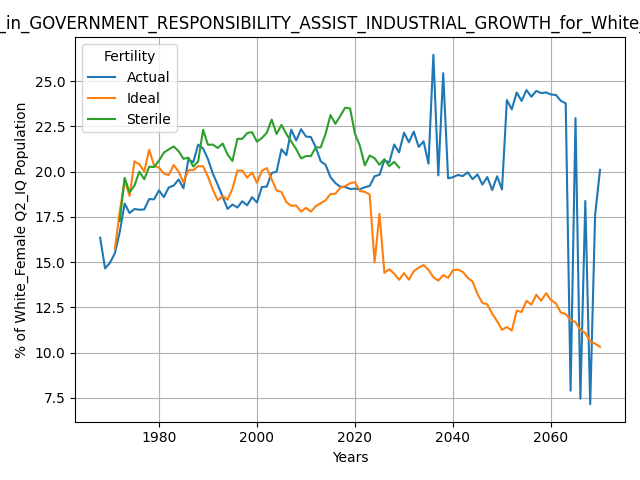 _in_GOVERNMENT_RESPONSIBILITY_ASSIST_INDUSTRIAL_GROWTH_for_White_
Fertility
Actual
Ideal
Sterile
% of White_Female Q2_IQ Population
25.0
22.5
20.0
17.5
15.0
12.5
10.0
7.5
1980 2000 2020 2040 2060
Years